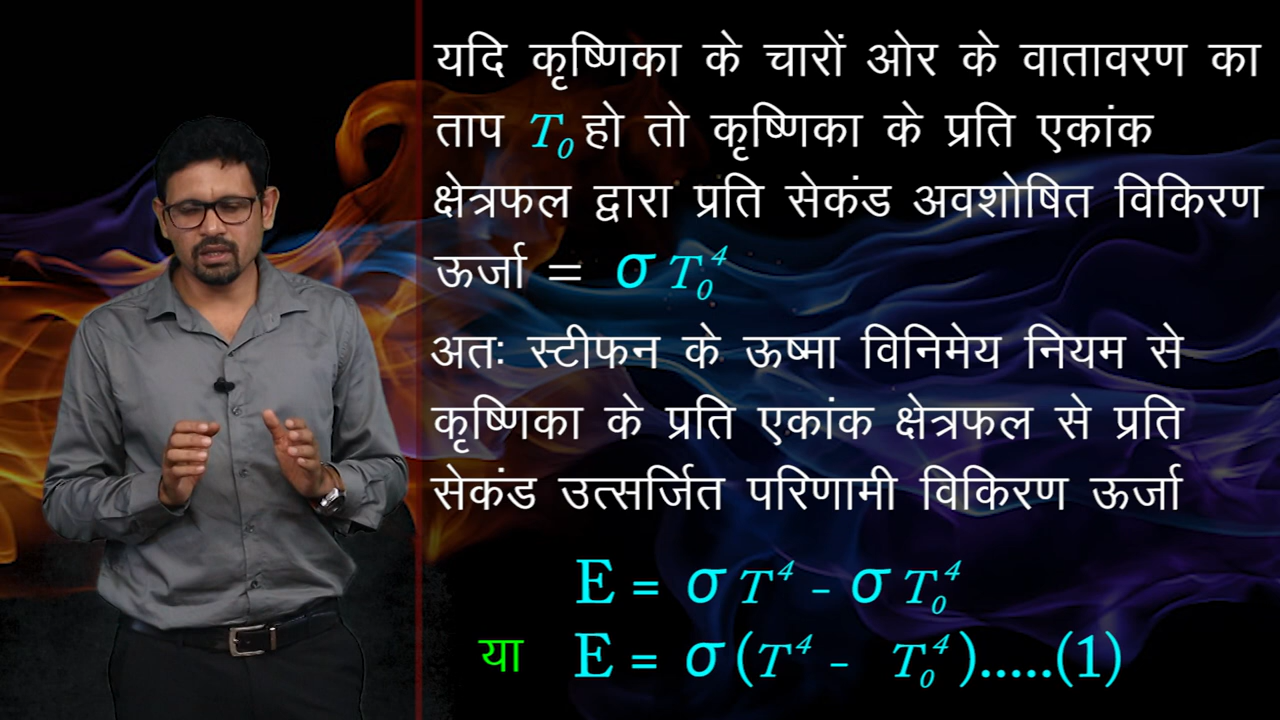 यदि कृष्णिका के चारों ओर के वातावरण का
ताप T₀ हो तो कृष्णिका के प्रति एकांक
क्षेत्रफल द्वारा प्रति सेकंड अवशोषित विकिरण
ऊर्जा = σ T₀⁴
अतः स्टीफन के ऊष्मा विनिमेय नियम से
कृष्णिका के प्रति एकांक क्षेत्रफल से प्रति
सेकंड उत्सर्जित परिणामी विकिरण ऊर्जा
E = σ T⁴ - σ T₀⁴
या E = σ (T⁴ - T₀⁴).....(1)